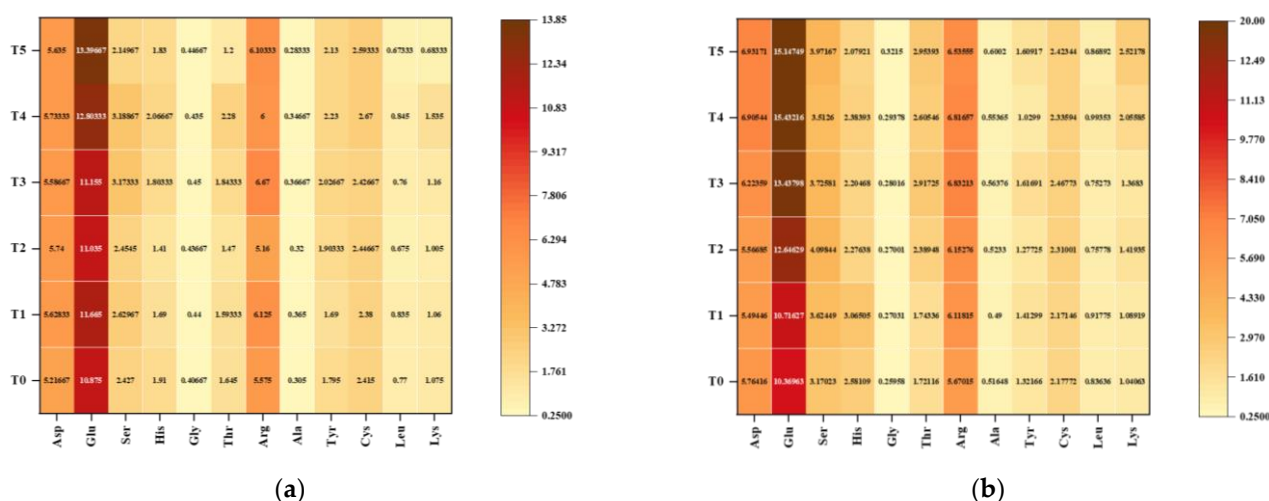 T5 5.635 13.39667 2.14967 1.83 0.44667 1.2 6.10333 0.28333 2.13 2.59333 0.67333 0.68333
T4 5.73333 12.80333 3.18867 2.06667 0.435 2.28 6 0.34667 2.23 2.67 0.845 1.535
T3 5.58667 11.155 3.17333 1.80333 0.45 1.84333 6.67 0.36667 2.02667 2.42667 0.76 1.16
T2 5.74 11.035 2.4545 1.41 0.43667 1.47 5.16 0.32 1.90333 2.44667 0.675 1.005
T1 5.62833 11.665 2.62967 1.69 0.44 1.59333 6.125 0.365 1.69 2.38 0.835 1.06
T0 5.21667 10.875 2.427 1.91 0.40667 1.645 5.575 0.305 1.795 2.415 0.77 1.075
Asp Glu Ser His Gly Thr Arg Ala Tyr Cys Leu Lys
13.85
12.34
10.83
9.317
7.806
6.294
4.783
3.272
1.761
0.2500
(a)
T5 6.93171 15.14749 3.97167 2.07921 0.3215 2.95393 6.53555 0.6002 1.60917 2.42344 0.86892 2.52178
T4 6.90544 15.43216 3.5126 2.38393 0.29378 2.60546 6.81657 0.55365 1.0299 2.33594 0.99353 2.05585
T3 6.22359 13.43798 3.72581 2.20468 0.28016 2.91725 6.83213 0.56376 1.61691 2.46773 0.75273 1.3683
T2 5.56685 12.64629 4.09844 2.27638 0.27001 2.38948 6.15276 0.5233 1.27725 2.31001 0.75778 1.41935
T1 5.49446 10.71627 3.62449 3.06505 0.27031 1.74336 6.11815 0.49 1.41299 2.17146 0.91775 1.08919
T0 5.76416 10.36963 3.17023 2.58109 0.25958 1.72116 5.67015 0.51648 1.32166 2.17772 0.83636 1.04063
Asp Glu Ser His Gly Thr Arg Ala Tyr Cys Leu Lys
20.00
12.49
11.13
9.770
8.410
7.050
5.690
4.330
2.970
1.610
0.2500
(b)